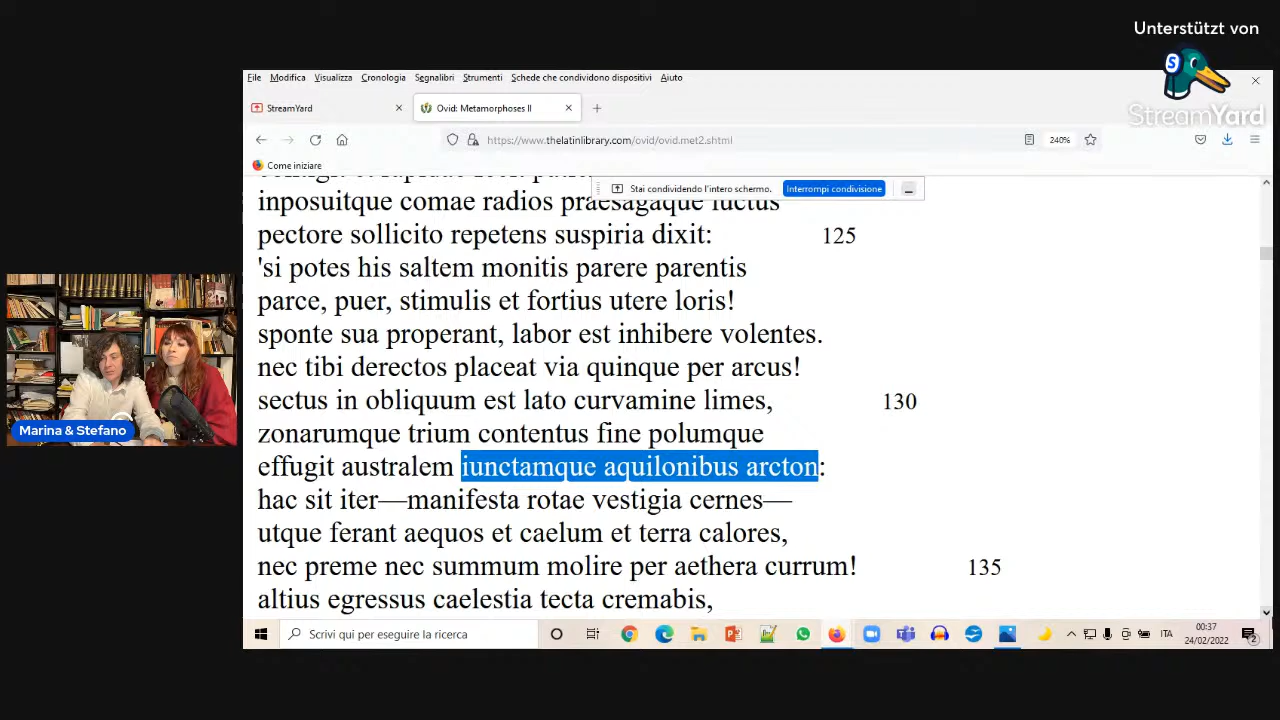 Unterstützt von
StreamYard
File Modifica Visualizza Cronologia Segnalibri Strumenti Schede che condividono dispositivi Aiuto
StreamYard
Ovid: Metamorphoses II
https://www.thelatinlibrary.com/ovid/ovid.met2.shtml
240%
Come iniziare
Stai condividendo l'intero schermo. Interrompi condivisione
inposuitque comae radios praesagaque luctus
pectore sollicito repetens suspiria dixit: 125
'si potes his saltem monitis parere parentis
parce, puer, stimulis et fortius utere loris!
sponte sua properant, labor est inhibere volentes.
nec tibi derectos placeat via quinque per arcus!
sectus in obliquum est lato curvamine limes, 130
zonarumque trium contentus fine polumque
effugit australem iunctamque aquilonibus arcton:
hac sit iter—manifesta rotae vestigia cernes—
utque ferant aequos et caelum et terra calores,
nec preme nec summum molire per aethera currum! 135
altius egressus caelestia tecta cremabis,
Marina & Stefano
Scrivi qui per eseguire la ricerca
ITA
00:37
24/02/2022
2